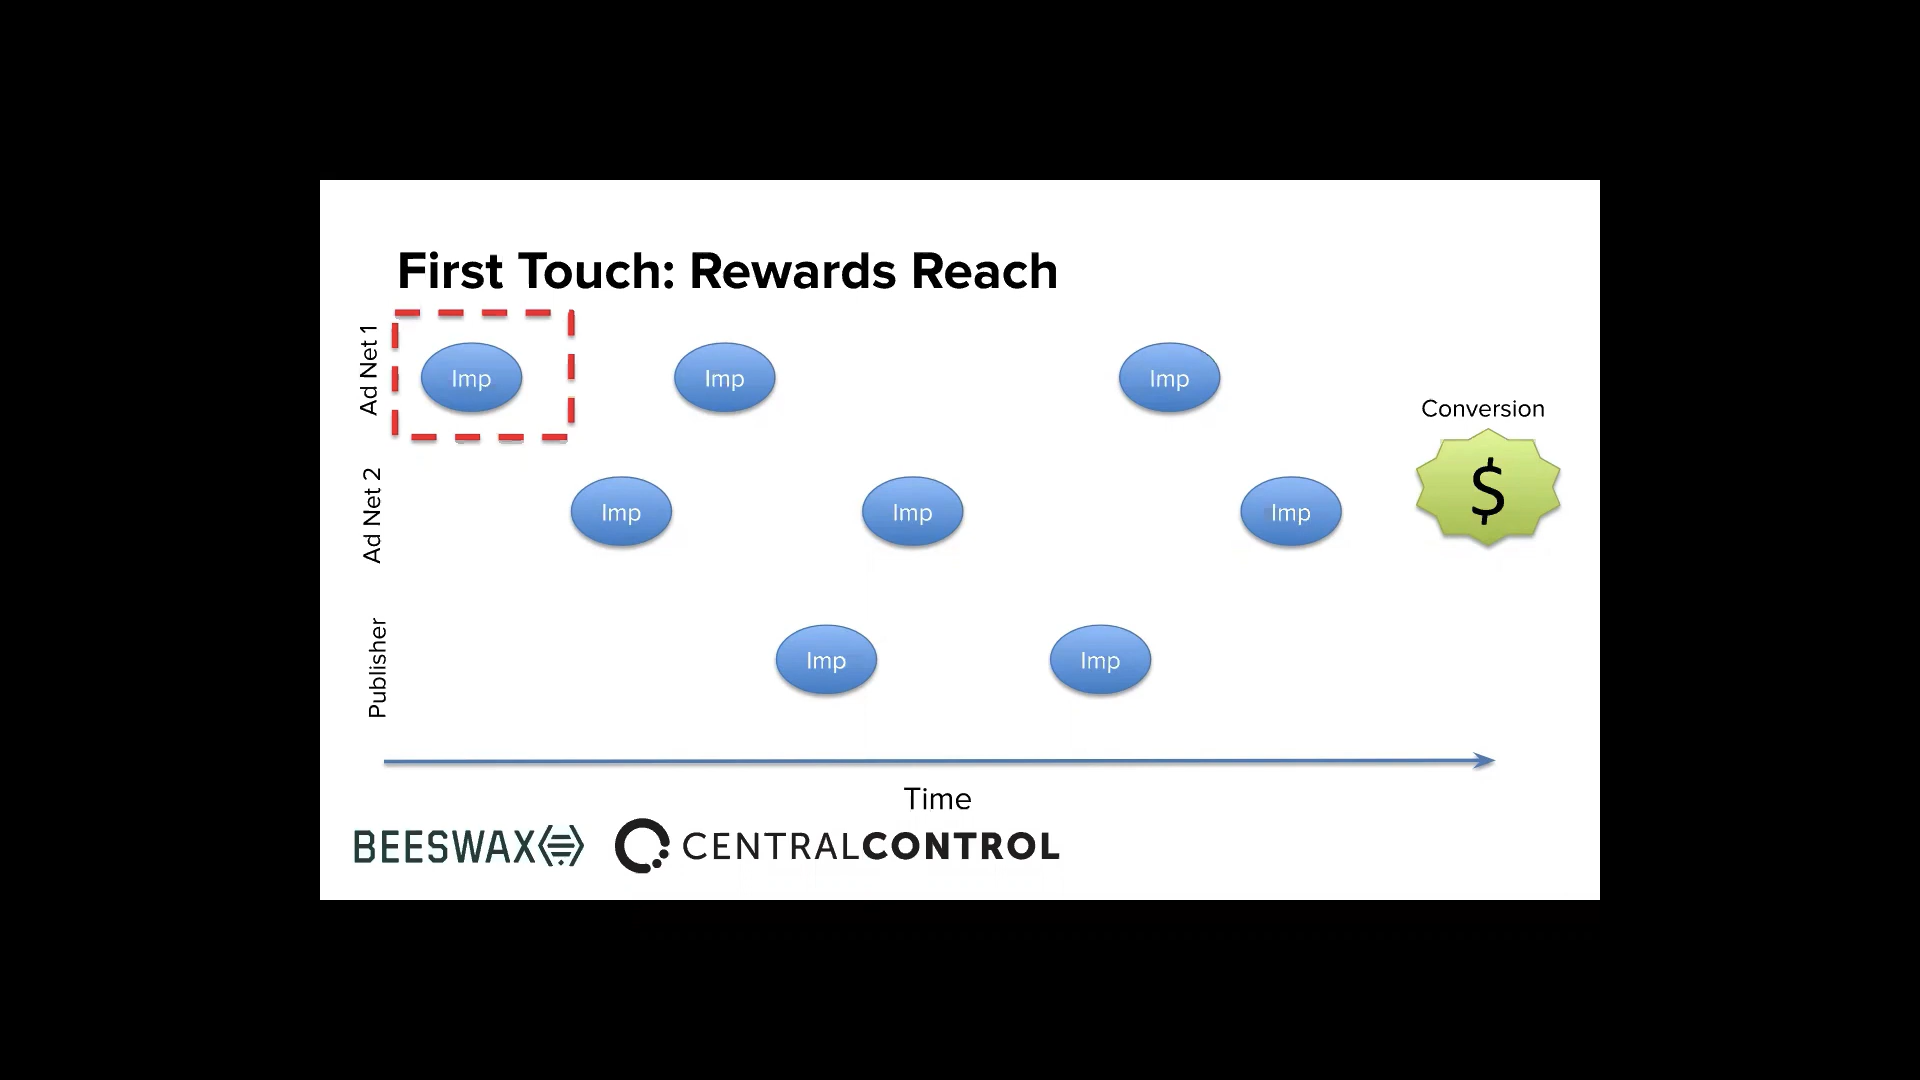 First Touch: Rewards Reach
Ad Net 1
Imp
Imp
Imp
Conversion
$
Ad Net 2
Imp
Imp
Imp
Publisher
Imp
Imp
Time
BEESWAX
CENTRALCONTROL